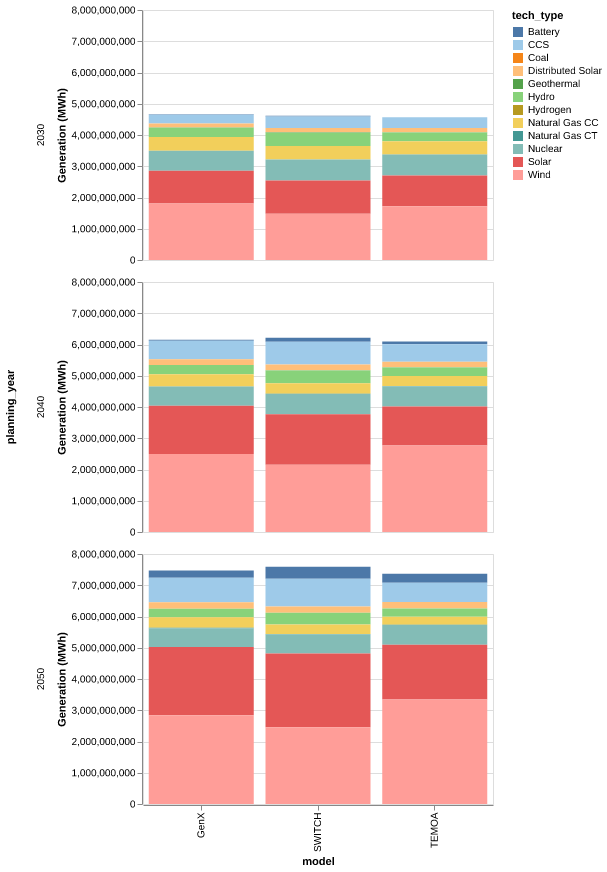 tech_type
Battery
CCS
Coal
Distributed Solar
Geothermal
Hydro
Hydrogen
Natural Gas CC
Natural Gas CT
Nuclear
Solar
Wind
planning_year
2030
Generation (MWh)
8,000,000,000
7,000,000,000
6,000,000,000
5,000,000,000
4,000,000,000
3,000,000,000
2,000,000,000
1,000,000,000
0
2040
Generation (MWh)
8,000,000,000
7,000,000,000
6,000,000,000
5,000,000,000
4,000,000,000
3,000,000,000
2,000,000,000
1,000,000,000
0
2050
Generation (MWh)
8,000,000,000
7,000,000,000
6,000,000,000
5,000,000,000
4,000,000,000
3,000,000,000
2,000,000,000
1,000,000,000
0
GenX
SWITCH
TEMOA
model